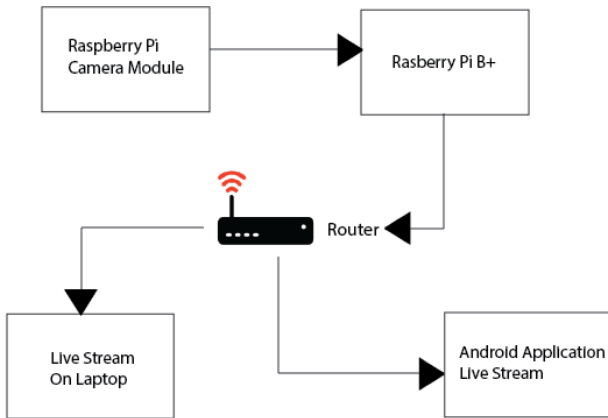 Raspberry Pi
Camera Module
Rasberry Pi B+
Router
Live Stream
On Laptop
Android Application
Live Stream